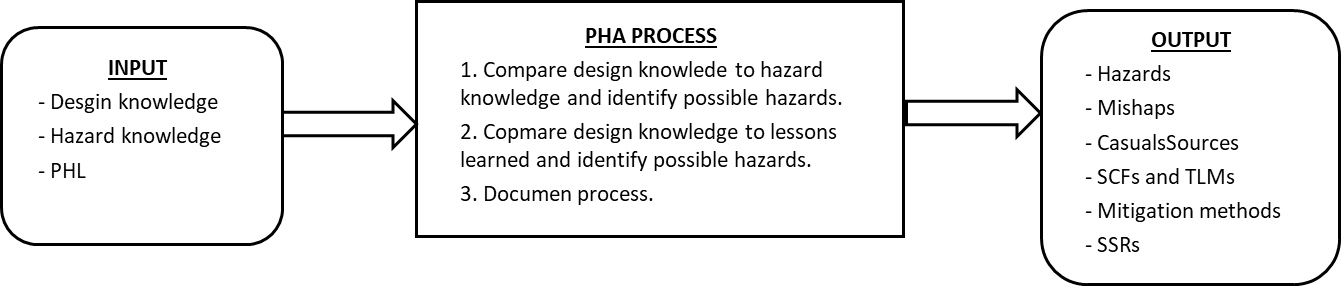 INPUT
- Desgin knowledge
- Hazard knowledge
- PHL
PHA PROCESS
1. Compare design knowlede to hazard
knowledge and identify possible hazards.
2. Copmare design knowledge to lessons
learned and identify possible hazards.
3. Documen process.
OUTPUT
- Hazards
- Mishaps
- CasualsSources
- SCFs and TLMs
- Mitigation methods
- SSRs